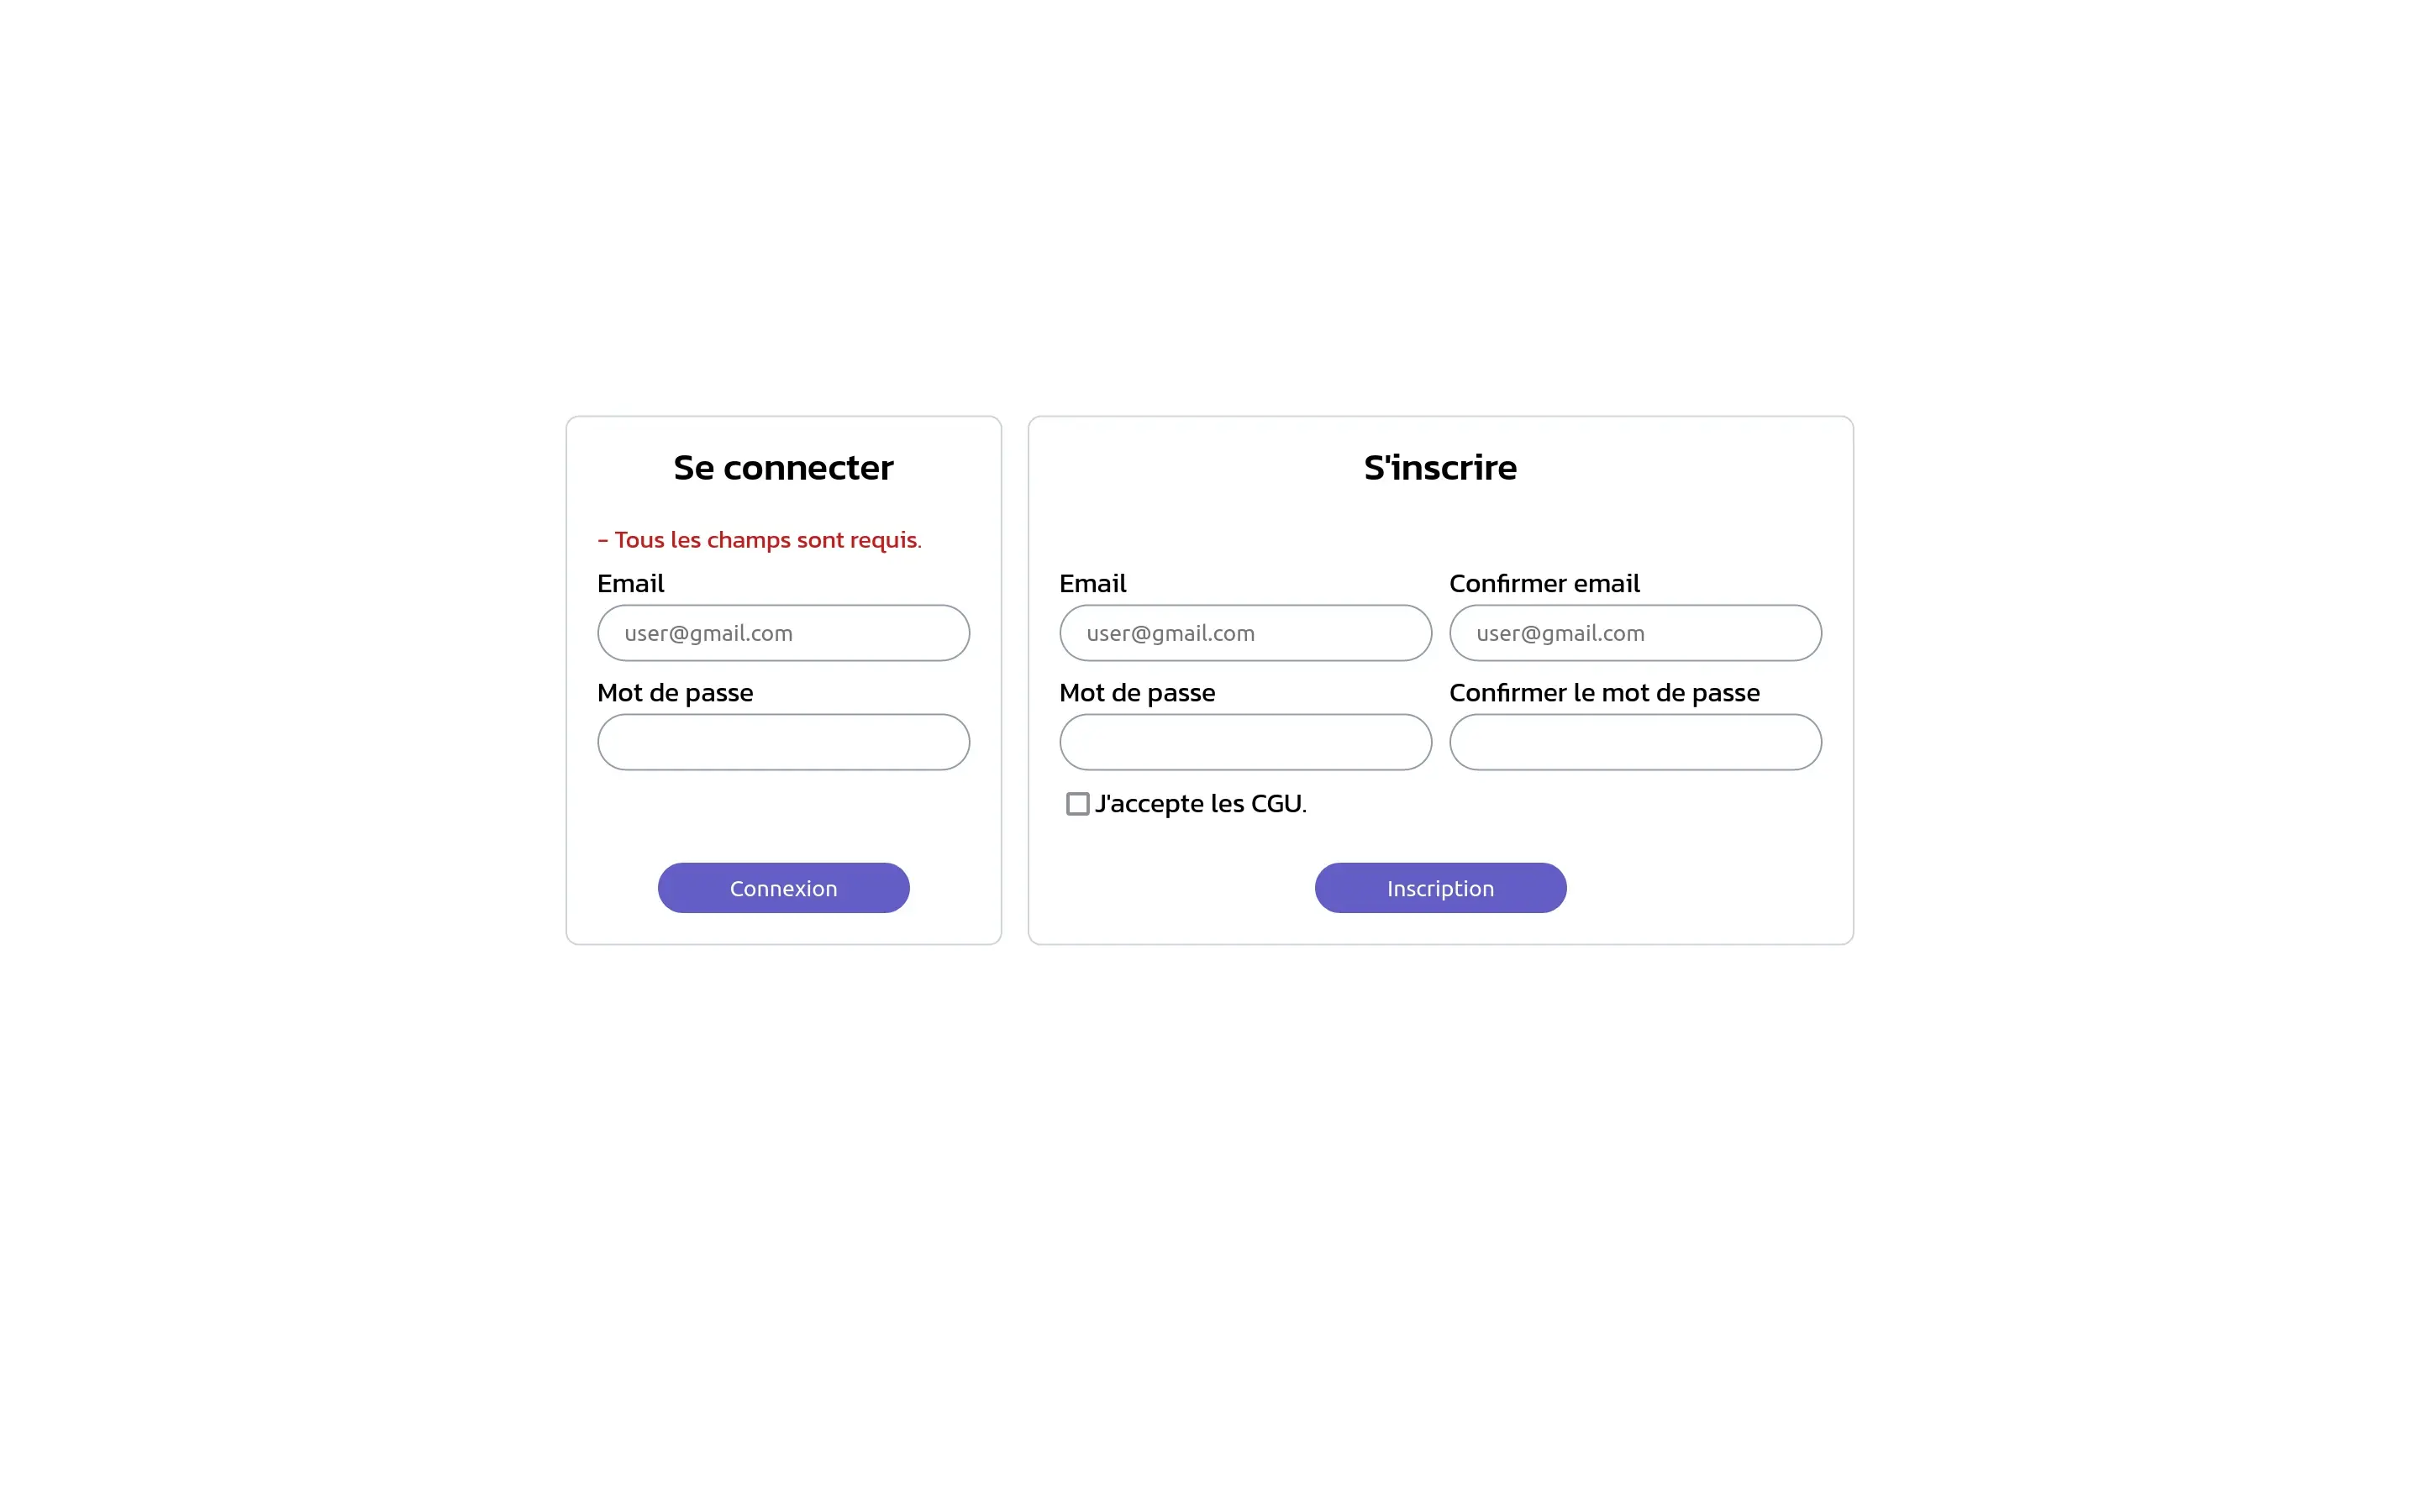 Se connecter
- Tous les champs sont requis.
Email
user@gmail.com
Mot de passe
Connexion
S'inscrire
Email
user@gmail.com
Confirmer email
user@gmail.com
Mot de passe
Confirmer le mot de passe
J'accepte les CGU.
Inscription